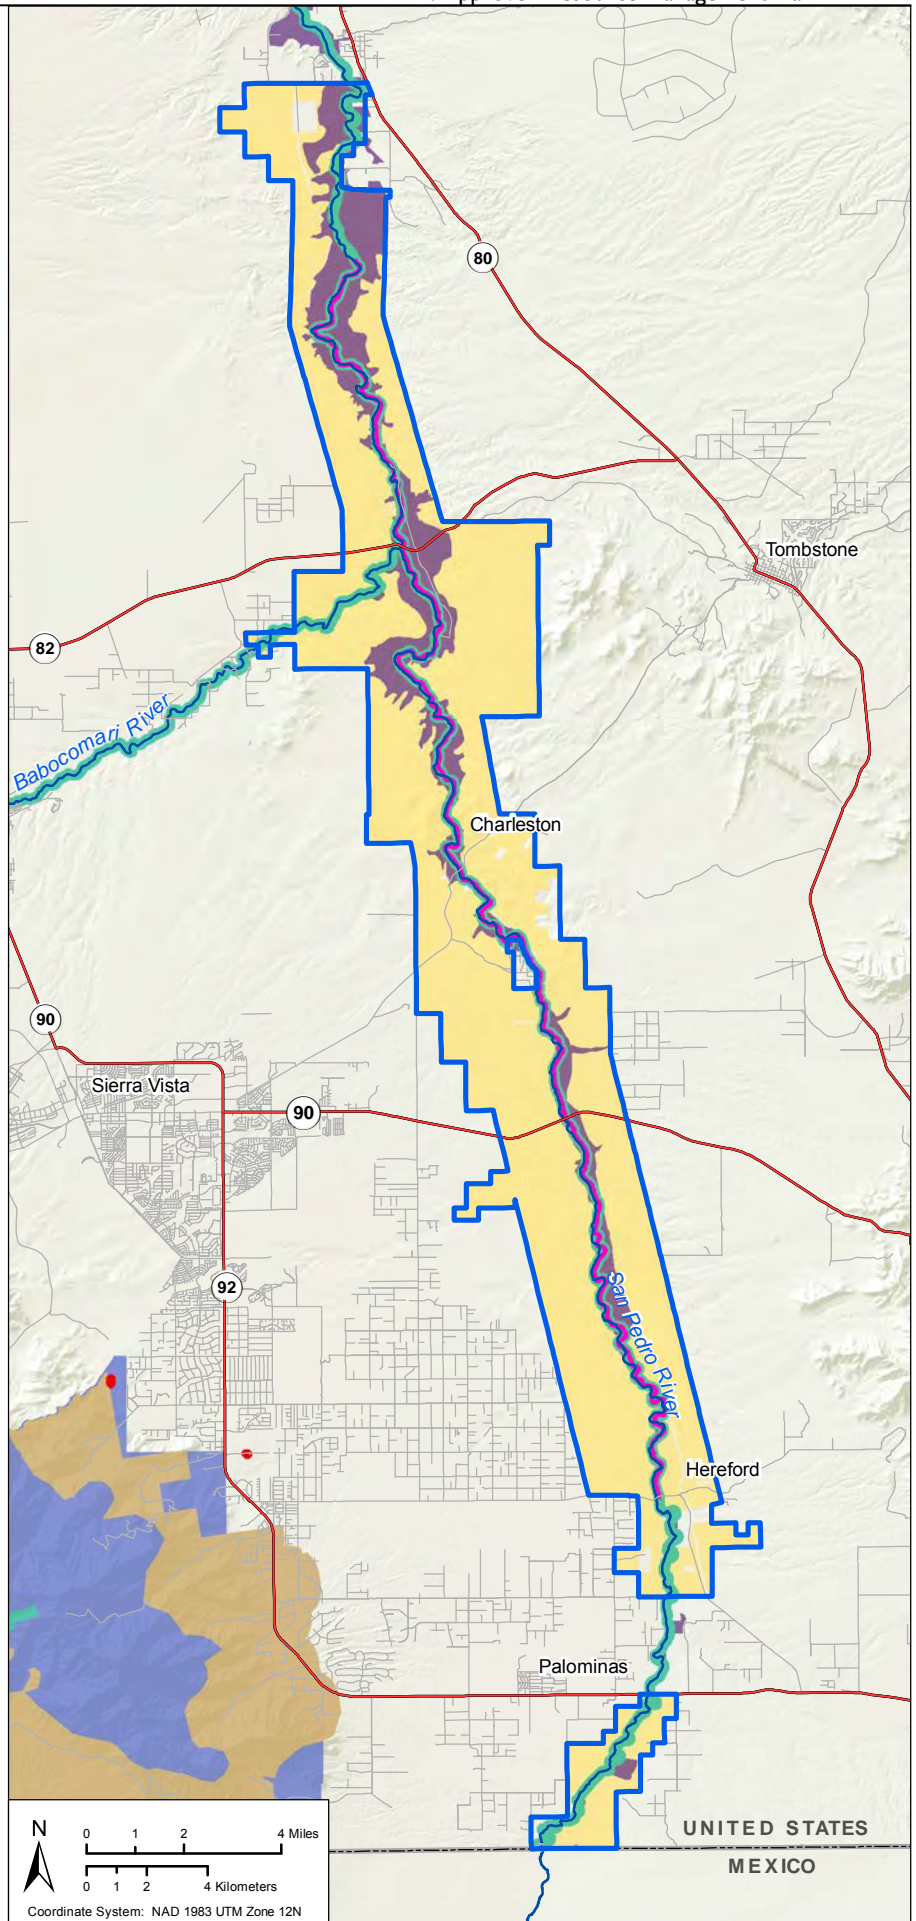 80
Tombstone
82
Babocomari River
Charleston
90
Sierra Vista
90
92
San Pedro River
Hereford
Palominas
UNITED STATES
MEXICO
N
0 1 2 4 Miles
0 1 2 4 Kilometers
Coordinate System: NAD 1983 UTM Zone 12N